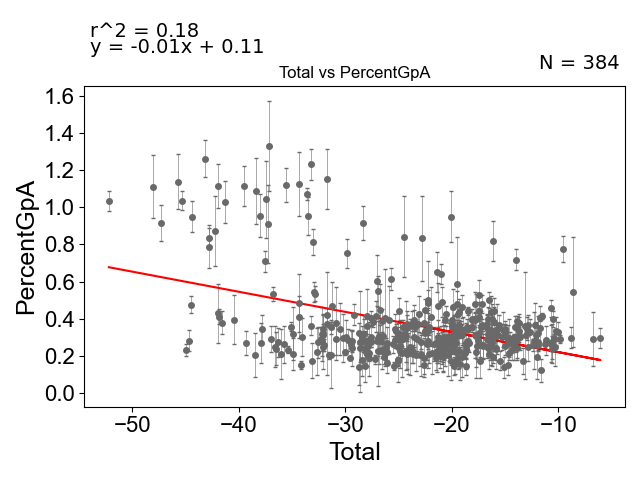 r^2 = 0.18
y = -0.01x + 0.11
N = 384
Total vs PercentGpA
PercentGpA
1.6
1.4
1.2
1.0
0.8
0.6
0.4
0.2
0.0
−50 −40 −30 −20 −10
Total